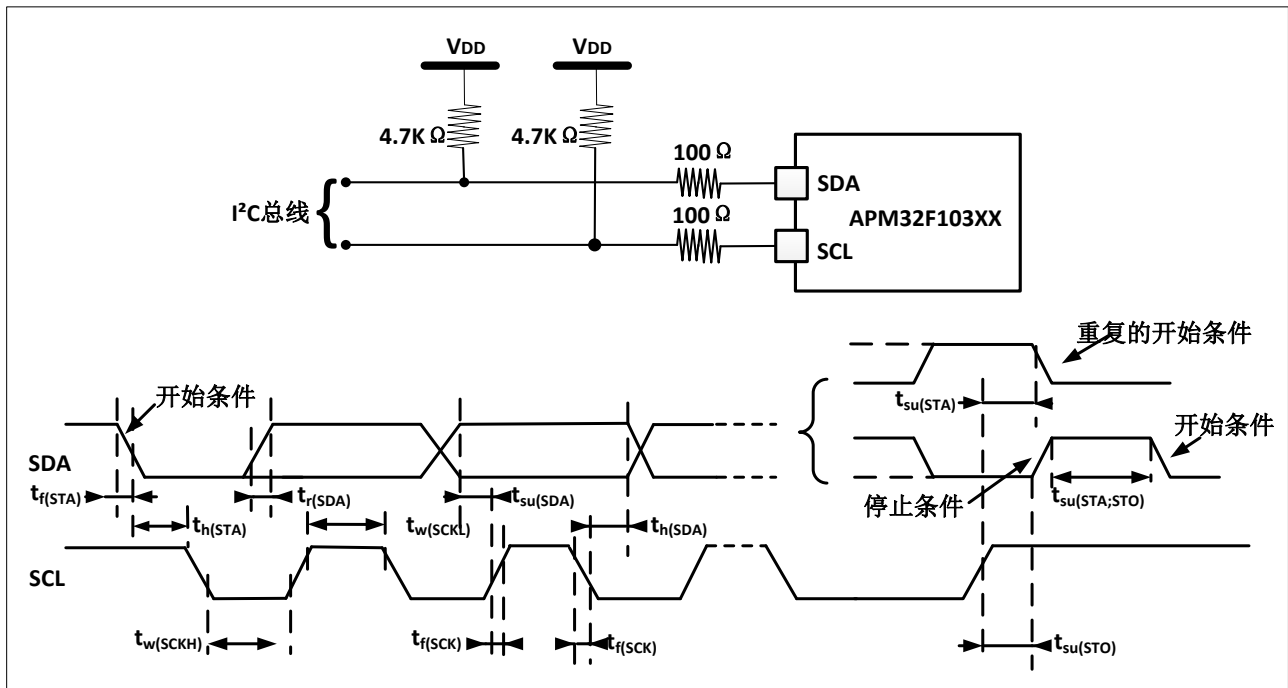 VDD
VDD
4.7K Ω
4.7K Ω
100 Ω
SDA
I²C总线
100 Ω
APM32F103XX
SCL
重复的开始条件
开始条件
tsu(STA)
开始条件
SDA
停止条件
tsu(STA;STO)
tf(STA)
tr(SDA)
tsu(SDA)
th(STA)
tw(SCKL)
th(SDA)
SCL
tw(SCKH)
tf(SCK)
tf(SCK)
tsu(STO)